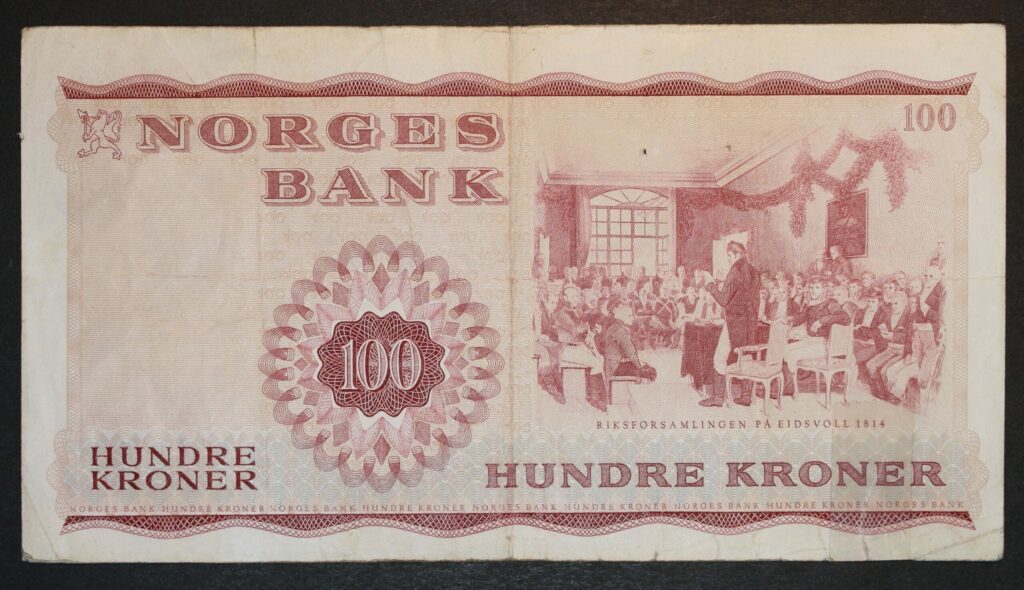 NORGES
BANK
100
100
RIKSFORSAMLINGEN PÅ EIDSVOLL 1814
HUNDRE
KRONER
HUNDRE KRONER
NORGES BANK HUNDRE KRONER NORGES BANK HUNDRE KRONER NORGES BANK HUNDRE KRONER NORGES BANK HUNDRE KRONER NORGES BANK